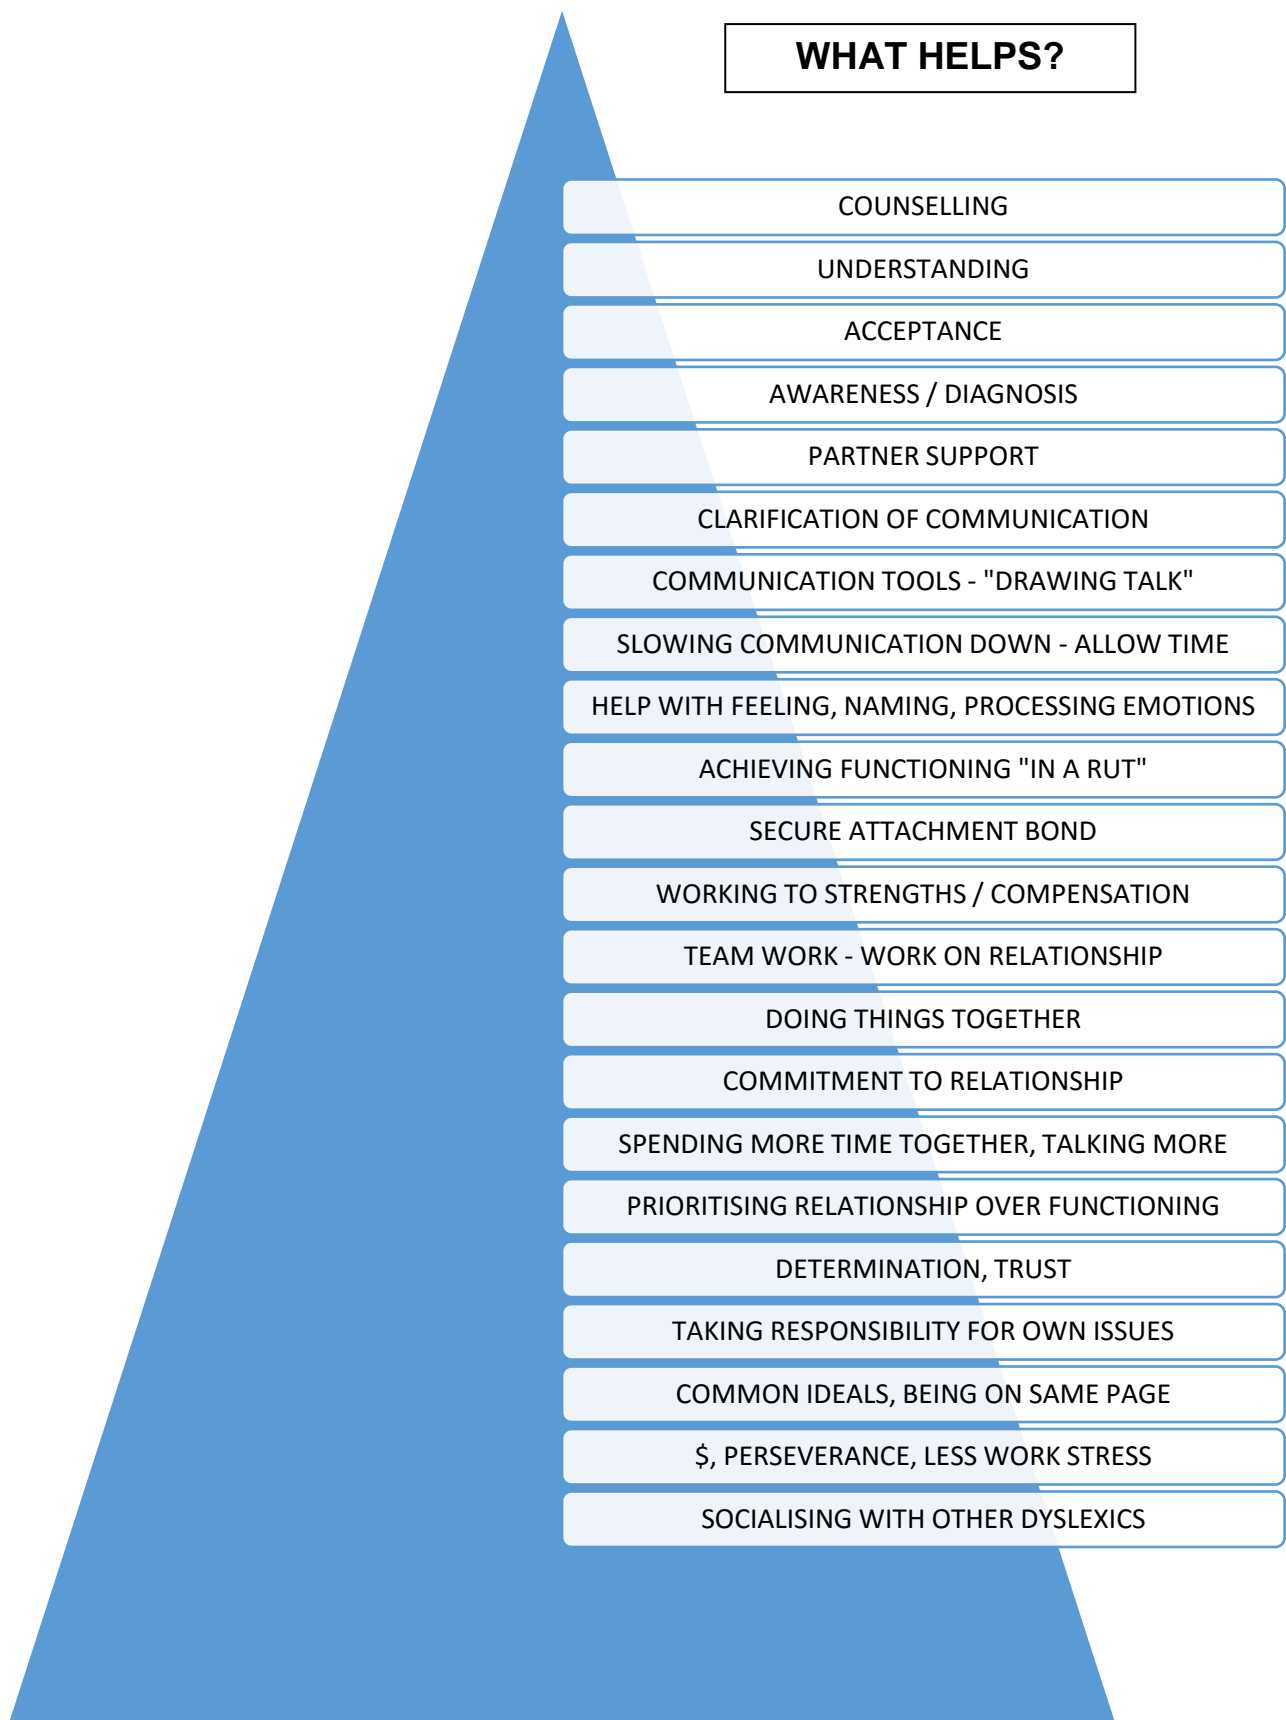 WHAT HELPS?
COUNSELLING
UNDERSTANDING
ACCEPTANCE
AWARENESS / DIAGNOSIS
PARTNER SUPPORT
CLARIFICATION OF COMMUNICATION
COMMUNICATION TOOLS - "DRAWING TALK"
SLOWING COMMUNICATION DOWN - ALLOW TIME
HELP WITH FEELING, NAMING, PROCESSING EMOTIONS
ACHIEVING FUNCTIONING "IN A RUT"
SECURE ATTACHMENT BOND
WORKING TO STRENGTHS / COMPENSATION
TEAM WORK - WORK ON RELATIONSHIP
DOING THINGS TOGETHER
COMMITMENT TO RELATIONSHIP
SPENDING MORE TIME TOGETHER, TALKING MORE
PRIORITISING RELATIONSHIP OVER FUNCTIONING
DETERMINATION, TRUST
TAKING RESPONSIBILITY FOR OWN ISSUES
COMMON IDEALS, BEING ON SAME PAGE
$, PERSEVERANCE, LESS WORK STRESS
SOCIALISING WITH OTHER DYSLEXICS